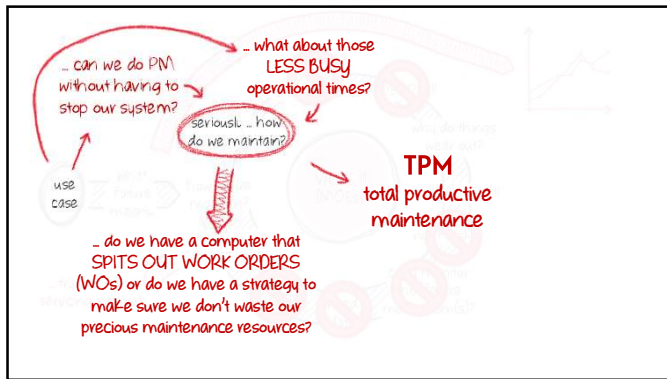 ... can we do PM
without having to
stop our system?
... what about those
LESS BUSY
operational times?
seriously ... how
do we maintain?
use
case
TPM
total productive
maintenance
... do we have a computer that
SPITS OUT WORK ORDERS
(WOs) or do we have a strategy to
make sure we don't waste our
precious maintenance resources?